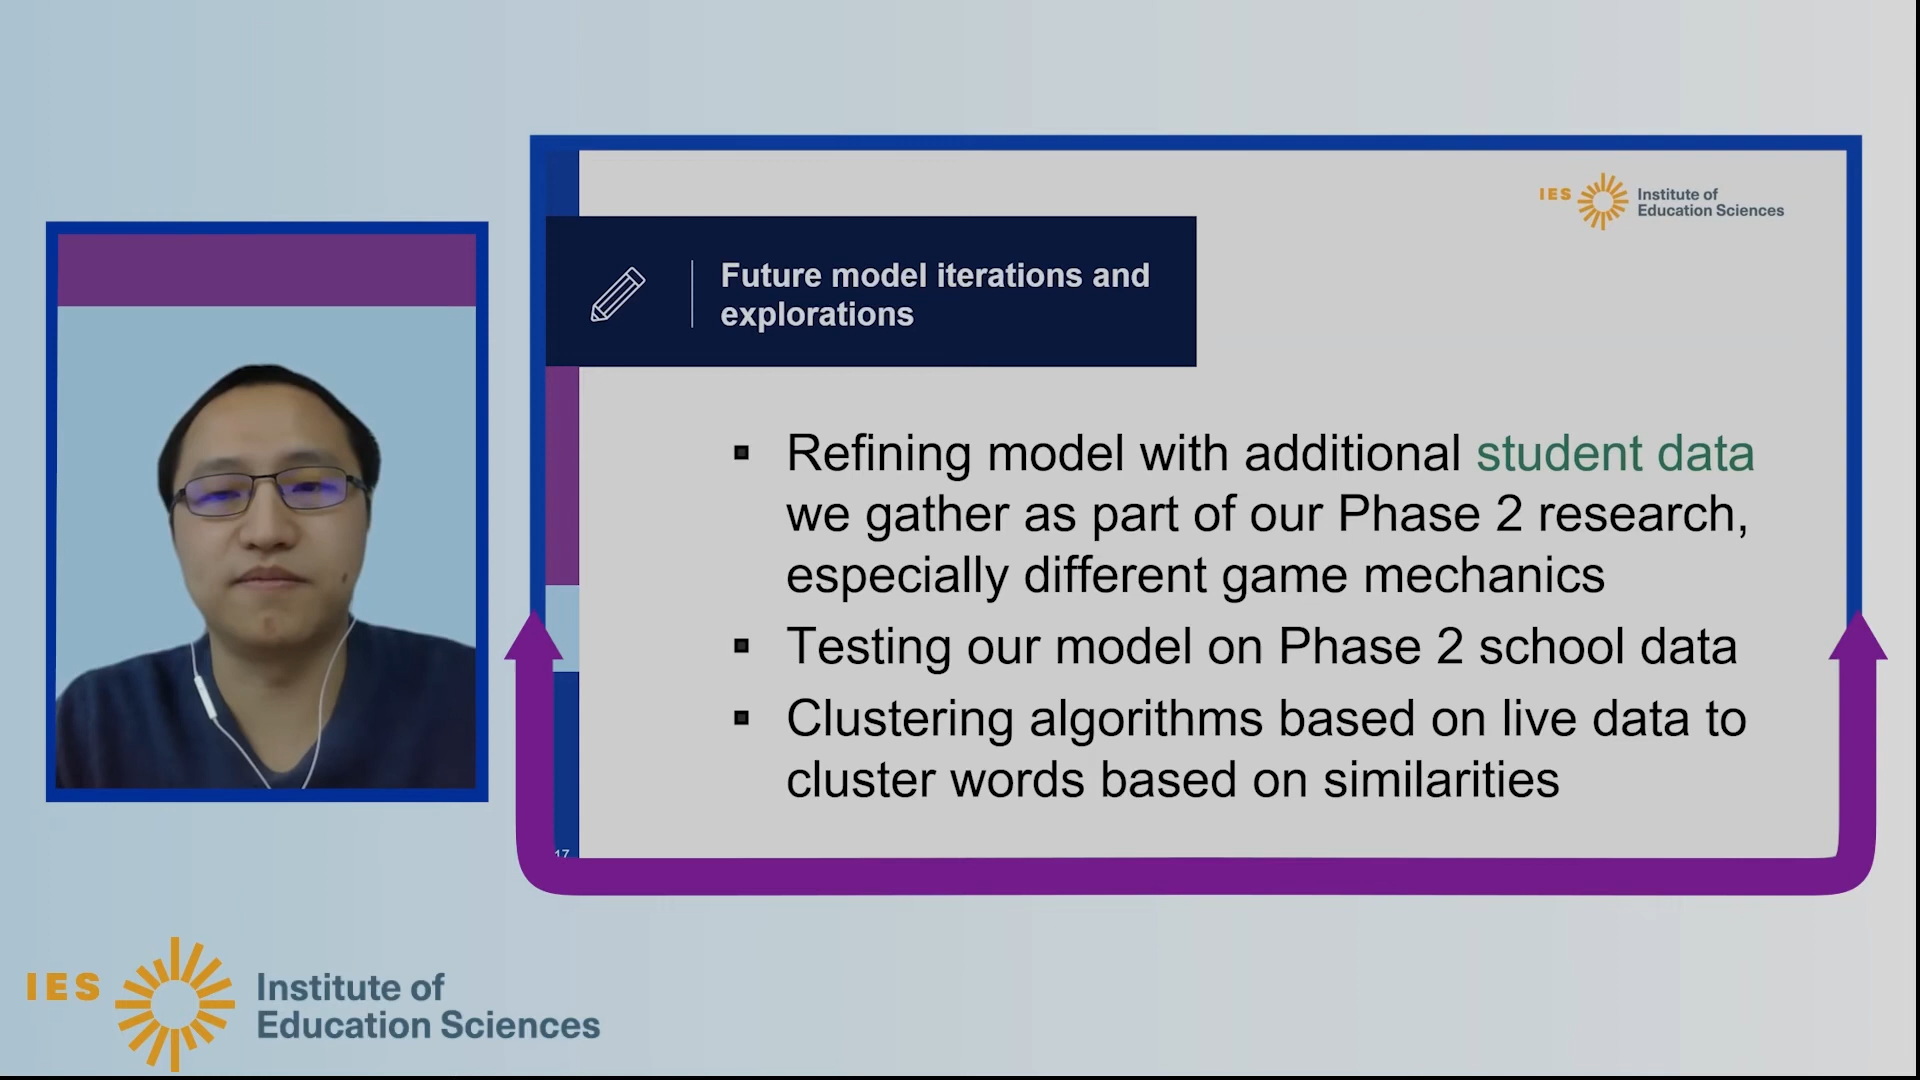 IES
Institute of
Education Sciences
Future model iterations and
explorations
▪ Refining model with additional student data
we gather as part of our Phase 2 research,
especially different game mechanics
▪ Testing our model on Phase 2 school data
▪ Clustering algorithms based on live data to
cluster words based on similarities
17
IES
Institute of
Education Sciences